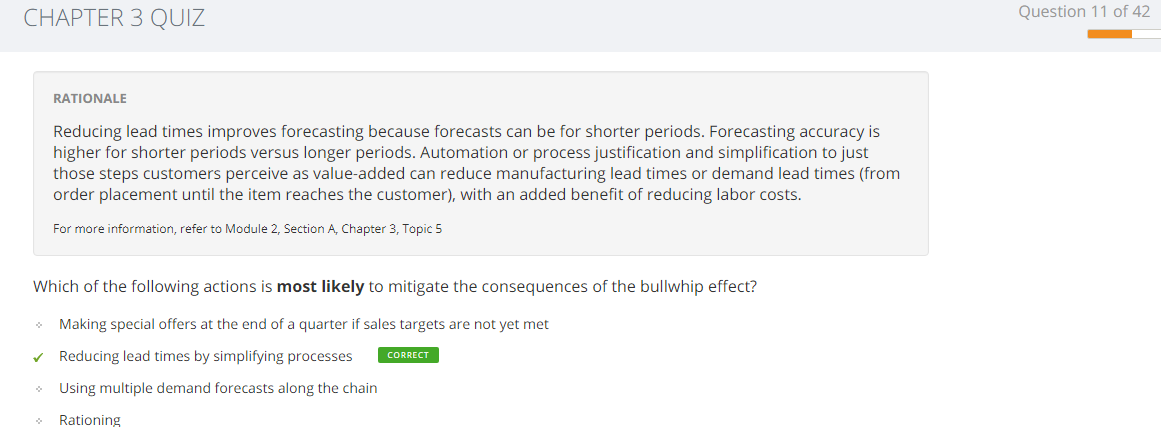 CHAPTER 3 QUIZ
Question 11 of 42
RATIONALE
Reducing lead times improves forecasting because forecasts can be for shorter periods. Forecasting accuracy is
higher for shorter periods versus longer periods. Automation or process justification and simplification to just
those steps customers perceive as value-added can reduce manufacturing lead times or demand lead times (from
order placement until the item reaches the customer), with an added benefit of reducing labor costs.
For more information, refer to Module 2, Section A, Chapter 3, Topic 5
Which of the following actions is most likely to mitigate the consequences of the bullwhip effect?
Making special offers at the end of a quarter if sales targets are not yet met
Reducing lead times by simplifying processes CORRECT
Using multiple demand forecasts along the chain
Rationing